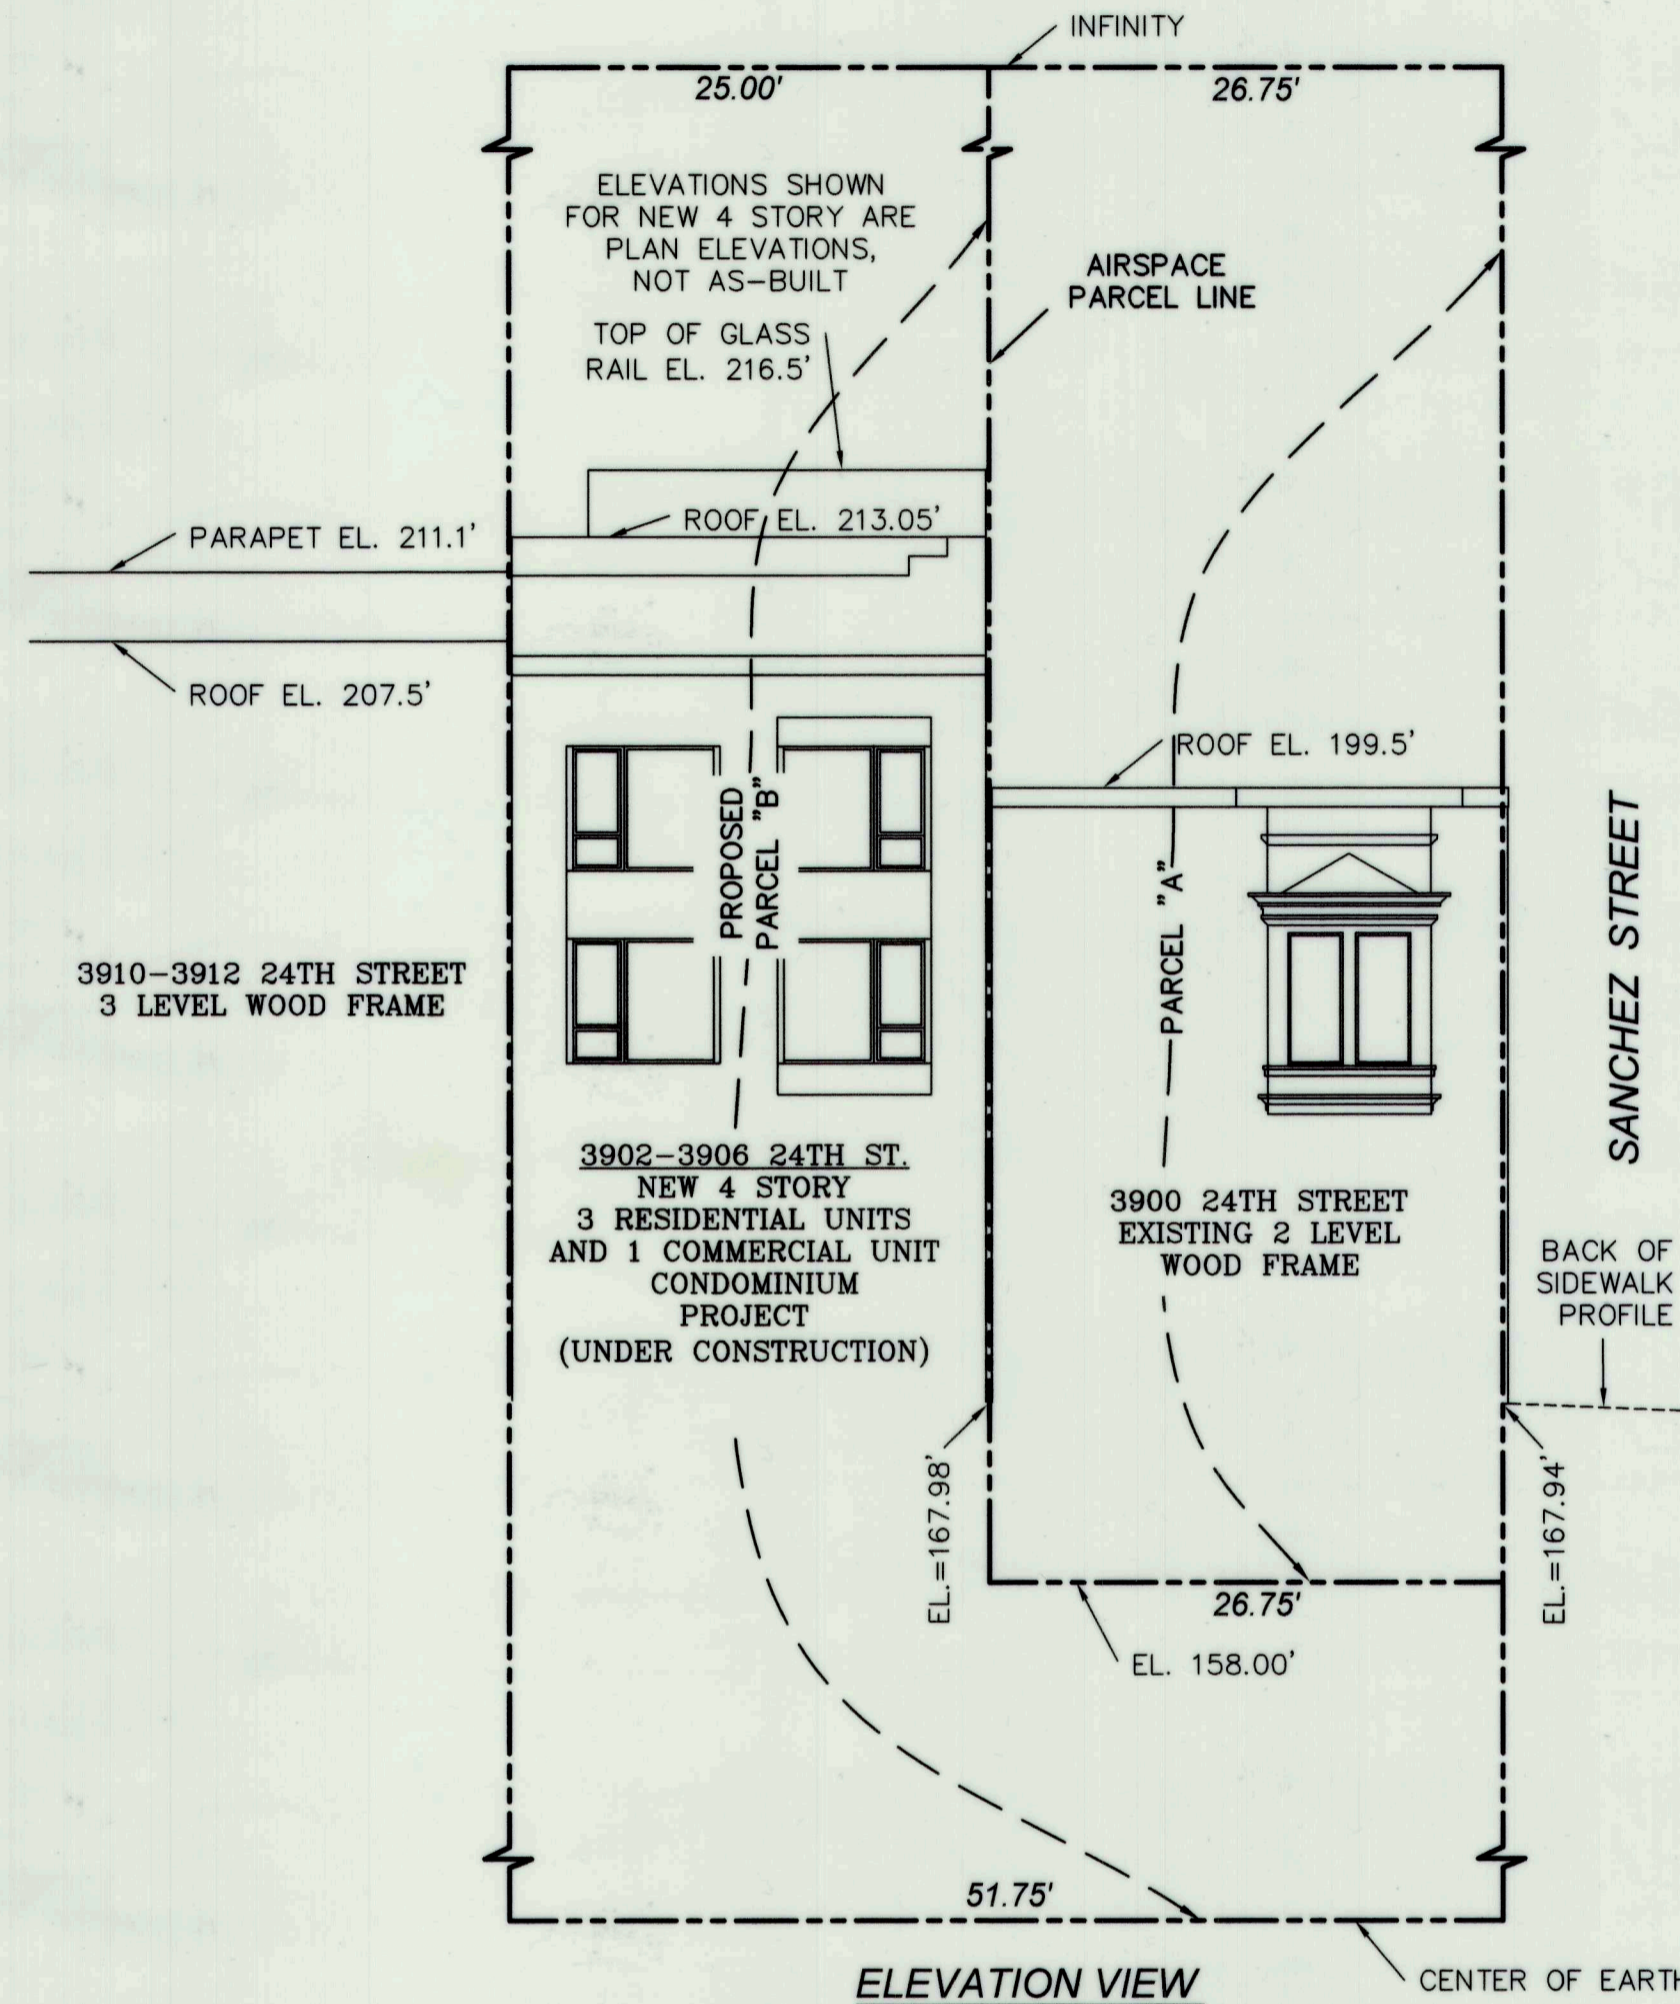 INFINITY
25.00'
26.75'
ELEVATIONS SHOWN
FOR NEW 4 STORY ARE
PLAN ELEVATIONS,
NOT AS-BUILT
AIRSPACE
PARCEL LINE
TOP OF GLASS
RAIL EL. 216.5'
ROOF EL. 213.05'
PARAPET EL. 211.1'
ROOF EL. 207.5'
ROOF EL. 199.5'
PROPOSED
PARCEL "B"
PARCEL "A"
SANCHEZ STREET
3910-3912 24TH STREET
3 LEVEL WOOD FRAME
3902-3906 24TH ST.
NEW 4 STORY
3 RESIDENTIAL UNITS
AND 1 COMMERCIAL UNIT
CONDOMINIUM
PROJECT
(UNDER CONSTRUCTION)
3900 24TH STREET
EXISTING 2 LEVEL
WOOD FRAME
BACK OF
SIDEWALK
PROFILE
EL.=167.98'
EL.=167.94'
26.75'
EL. 158.00'
51.75'
ELEVATION VIEW
CENTER OF EARTH